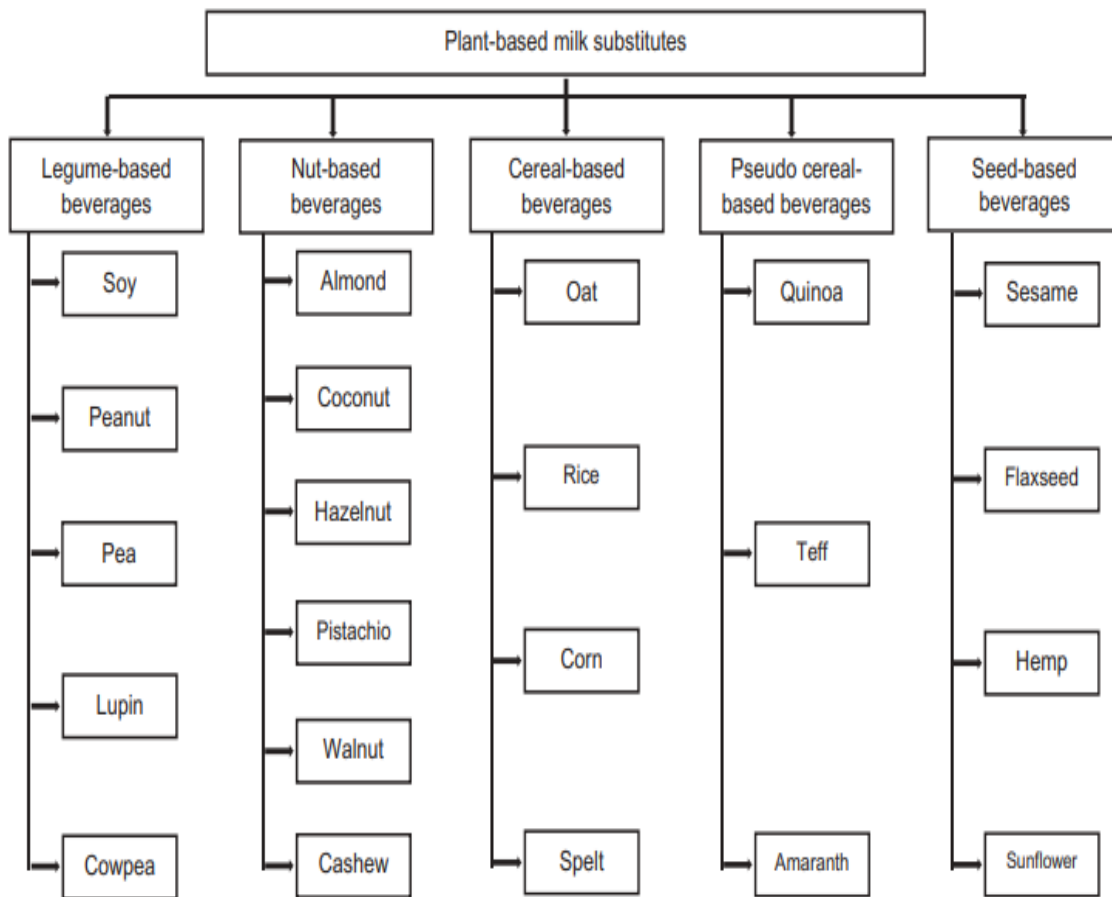 Plant-based milk substitutes
Legume-based
beverages
Soy
Peanut
Pea
Lupin
Cowpea
Nut-based
beverages
Almond
Coconut
Hazelnut
Pistachio
Walnut
Cashew
Cereal-based
beverages
Oat
Rice
Corn
Spelt
Pseudo cereal-
based beverages
Quinoa
Teff
Amaranth
Seed-based
beverages
Sesame
Flaxseed
Hemp
Sunflower